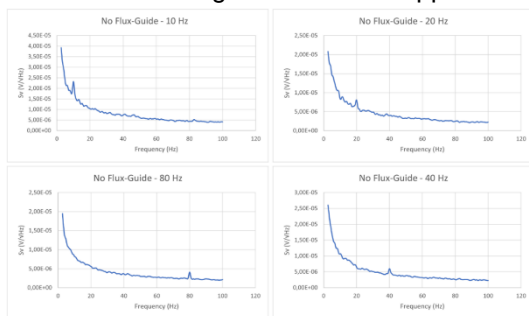 No Flux-Guide - 10 Hz
4,50E-05
4,00E-05
3,50E-05
3,00E-05
2,50E-05
2,00E-05
1,50E-05
1,00E-05
5,00E-06
0,00E+00
Sv (V/√Hz)
0 20 40 60 80 100 120
Frequency (Hz)
No Flux-Guide - 20 Hz
2,50E-05
2,00E-05
1,50E-05
1,00E-05
5,00E-06
0,00E+00
Sv (V/√Hz)
0 20 40 60 80 100 120
Frequency (Hz)
No Flux-Guide - 80 Hz
2,50E-05
2,00E-05
1,50E-05
1,00E-05
5,00E-06
0,00E+00
Sv (V/√Hz)
0 20 40 60 80 100 120
Frequency (Hz)
No Flux-Guide - 40 Hz
3,00E-05
2,50E-05
2,00E-05
1,50E-05
1,00E-05
5,00E-06
0,00E+00
Sv (V/√Hz)
0 20 40 60 80 100 120
Frequency (Hz)